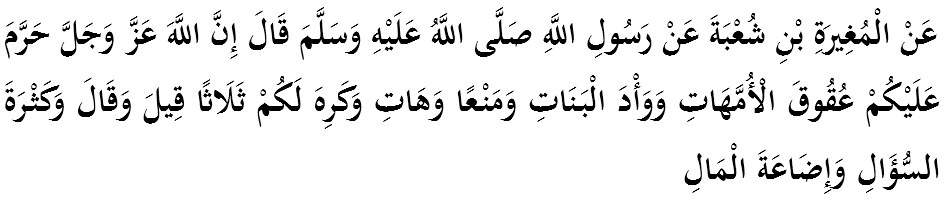 عَنْ الْمُغِيرَةِ بْنِ شُعْبَةَ عَنْ رَسُولِ اللَّهِ صَلَّى اللَّهُ عَلَيْهِ وَسَلَّمَ قَالَ إِنَّ اللَّهَ عَزَّ وَجَلَّ حَرَّمَ
عَلَيْكُمْ عُقُوقَ الْأُمَّهَاتِ وَوَأْدَ الْبَنَاتِ وَمَنْعًا وَهَاتِ وَكَرِهَ لَكُمْ ثَلَاثًا قِيلَ وَقَالَ وَكَثْرَةَ
السُّؤَالِ وَإِضَاعَةَ الْمَالِ